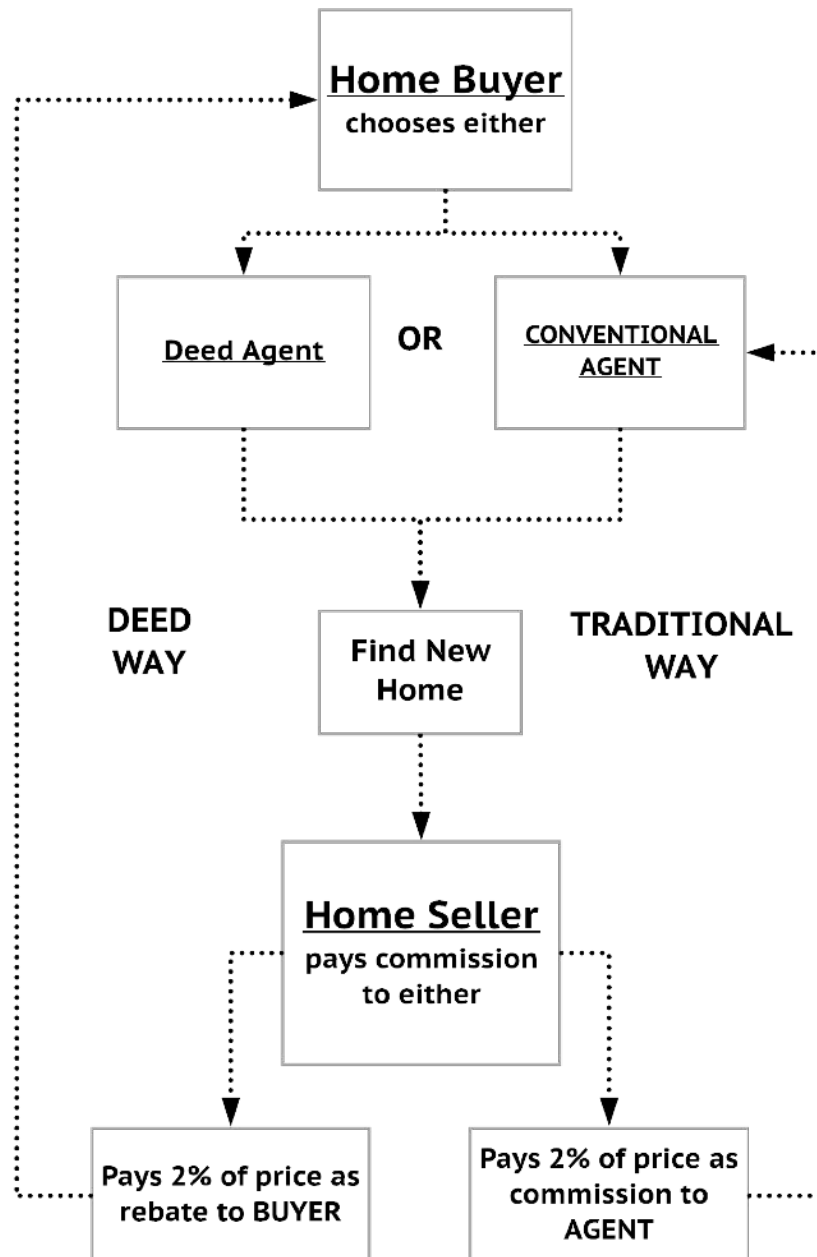 Home Buyer
chooses either
Deed Agent
OR
CONVENTIONAL
AGENT
DEED
WAY
Find New
Home
TRADITIONAL
WAY
Home Seller
pays commission
to either
Pays 2% of price as
rebate to BUYER
Pays 2% of price as
commission to
AGENT